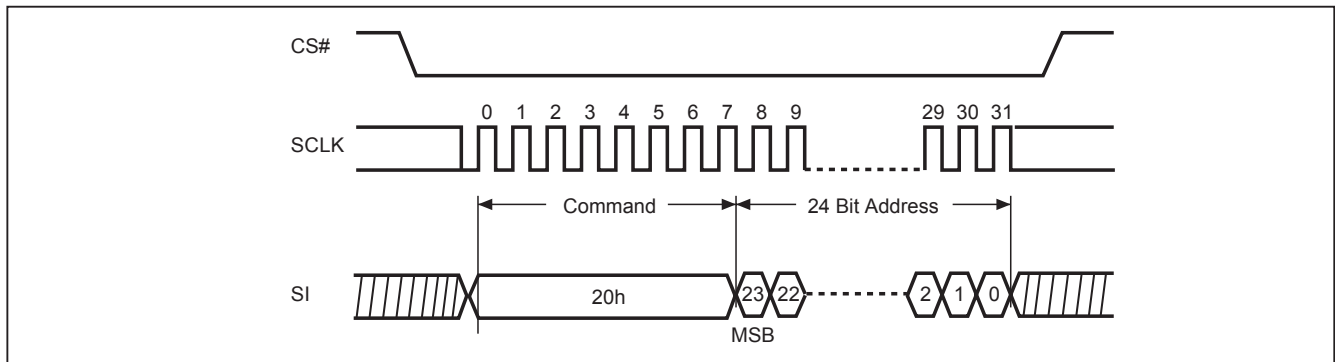 CS#
0 1 2 3 4 5 6 7 8 9 29 30 31
SCLK
Command 24 Bit Address
SI 20h 23 22 2 1 0
MSB